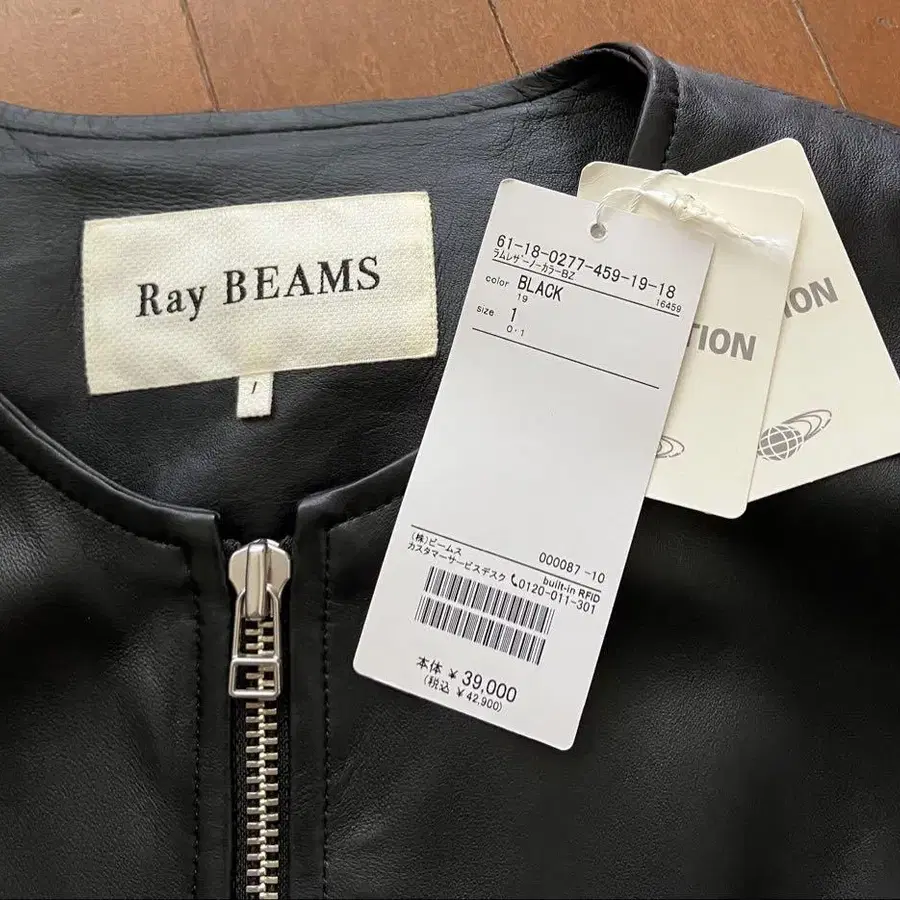 Ray BEAMS
1
61-18-0277-459-19-18
ラムレザーノーカラーBZ
16459
color BLACK
19
size 1
0・1
TION
TION
(株)ビームス 000087 -10
built-in RFID
カスタマーサービスデスク 0120-011-301
本体 ¥ 39,000
(税込 ¥ 42,900)